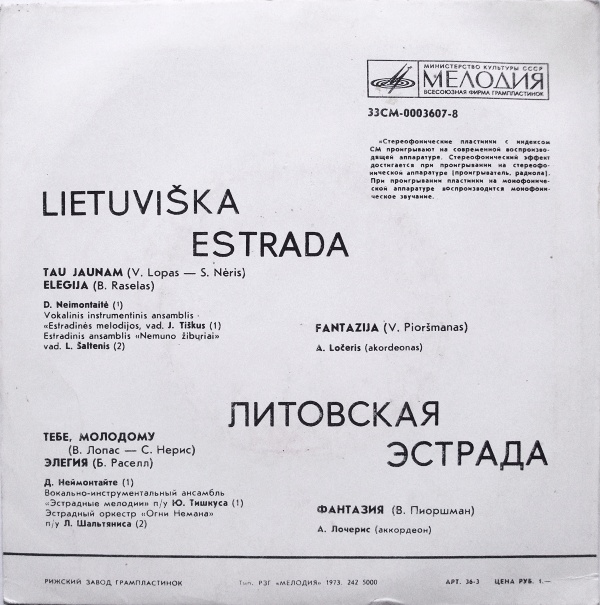 МИНИСТЕРСТВО КУЛЬТУРЫ СССР
МЕЛОДИЯ
ВСЕСОЮЗНАЯ ФИРМА ГРАМПЛАСТИНОК
33СМ-0003607-8
«Стереофонические пластинки с индексом
СМ проигрывают на современной воспроизво-
дящей аппаратуре. Стереофонический эффект
достигается при проигрывании на стереофо-
нической аппаратуре (проигрыватель, радиола).
При проигрывании пластинки на монофониче-
ской аппаратуре воспроизводится монофони-
ческое звучание.
LIETUVIŠKA
ESTRADA
TAU JAUNAM (V. Lopas — S. Nėris)
ELEGIJA (B. Raselas)
D. Neimontaitė (1)
Vokalinis instrumentinis ansamblis
«Estradinės melodijos, vad. J. Tiškus (1)
Estradinis ansamblis «Nemuno žiburiai»
vad. L. Šaltenis (2)
FANTAZIJA (V. Pioršmanas)
A. Ločeris (akordeonas)
ЛИТОВСКАЯ
ЭСТРАДА
ТЕБЕ, МОЛОДОМУ
(В. Лопас — С. Нерис)
ЭЛЕГИЯ (Б. Раселл)
Д. Неймонтайте (1)
Вокально-инструментальный ансамбль
«Эстрадные мелодии» п/у Ю. Тишкуса (1)
Эстрадный оркестр «Огни Немана»
п/у Л. Шальтяниса (2)
ФАНТАЗИЯ (В. Пиоршман)
А. Лочерис (аккордеон)
РИЖСКИЙ ЗАВОД ГРАМПЛАСТИНОК
Тип. РЗГ «МЕЛОДИЯ» 1973. 242 5000
АРТ. 36-3
ЦЕНА РУБ. 1.—